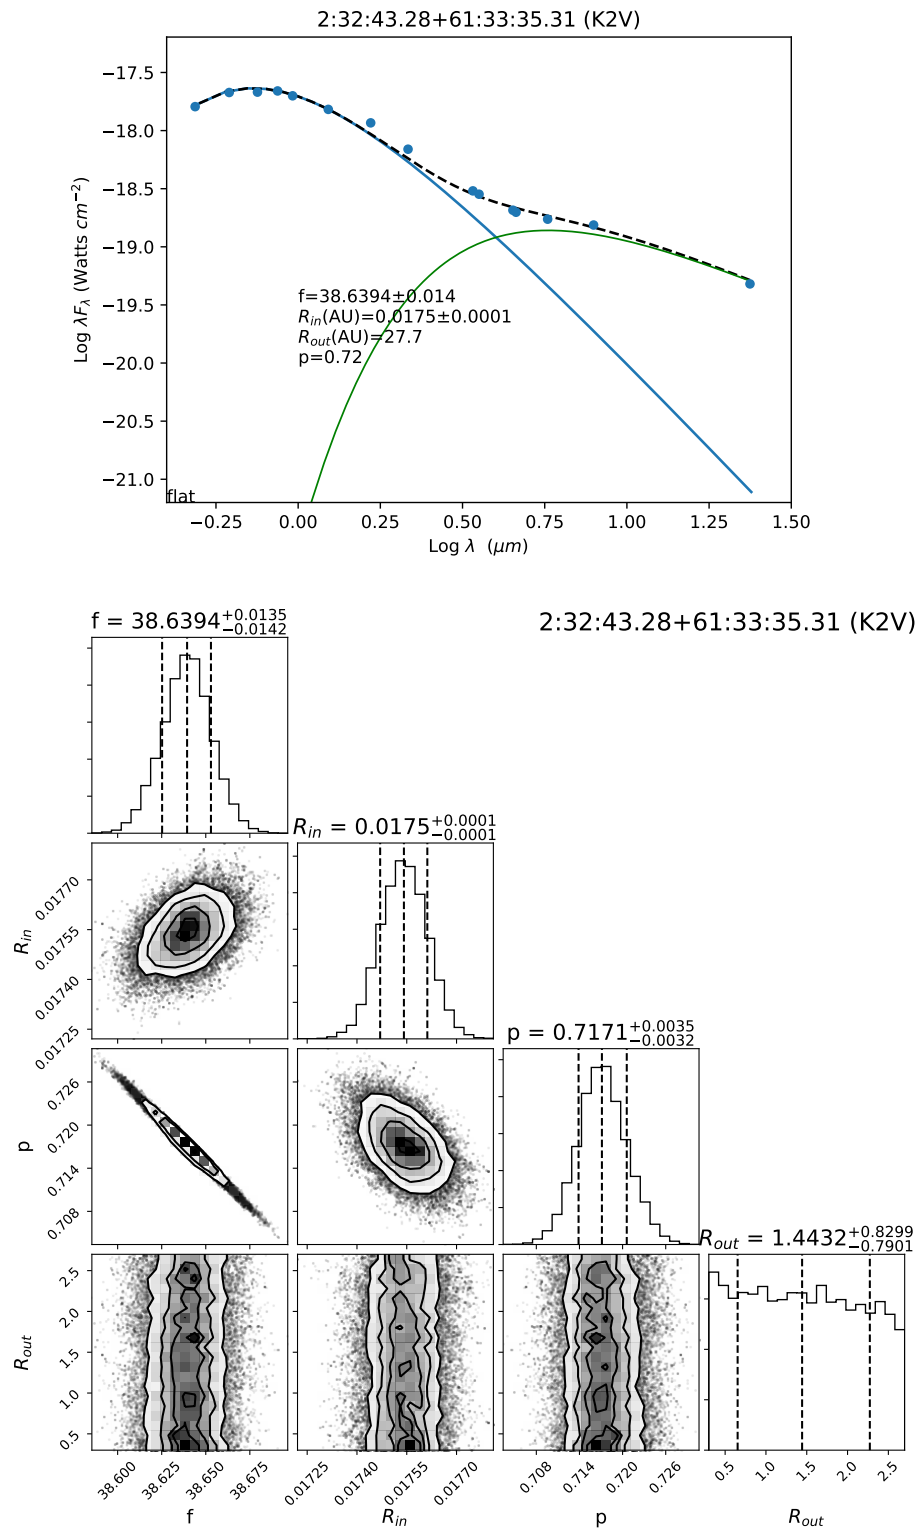 2:32:43.28+61:33:35.31 (K2V)
Log λF_λ (Watts cm⁻²)
−17.5
−18.0
−18.5
−19.0
−19.5
−20.0
−20.5
−21.0
f=38.6394±0.014
R_in(AU)=0.0175±0.0001
R_out(AU)=27.7
p=0.72
flat
−0.25 0.00 0.25 0.50 0.75 1.00 1.25 1.50
Log λ (μm)
2:32:43.28+61:33:35.31 (K2V)
f = 38.6394 +0.0135 −0.0142
R_in = 0.0175 +0.0001 −0.0001
R_in
0.01770
0.01755
0.01740
0.01725
p = 0.7171 +0.0035 −0.0032
p
0.726
0.720
0.714
0.708
R_out = 1.4432 +0.8299 −0.7901
R_out
2.5
2.0
1.5
1.0
0.5
38.600 38.625 38.650 38.675
0.01725 0.01740 0.01755 0.01770
0.708 0.714 0.720 0.726
0.5 1.0 1.5 2.0 2.5
f
R_in
p
R_out